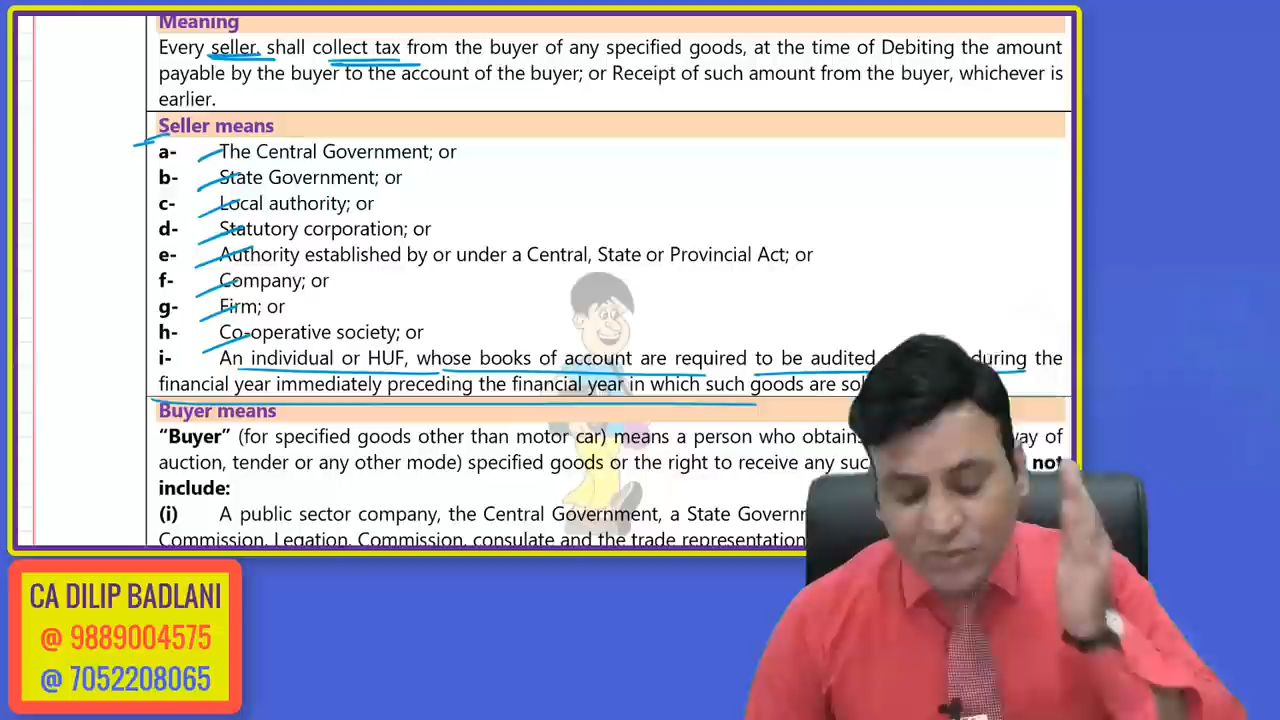 Meaning
Every seller, shall collect tax from the buyer of any specified goods, at the time of Debiting the amount
payable by the buyer to the account of the buyer; or Receipt of such amount from the buyer, whichever is
earlier.
Seller means
a- The Central Government; or
b- State Government; or
c- Local authority; or
d- Statutory corporation; or
e- Authority established by or under a Central, State or Provincial Act; or
f- Company; or
g- Firm; or
h- Co-operative society; or
i- An individual or HUF, whose books of account are required to be audited during the
financial year immediately preceding the financial year in which such goods are
Buyer means
“Buyer” (for specified goods other than motor car) means a person who obtains way of
auction, tender or any other mode) specified goods or the right to receive any not
include:
(i) A public sector company, the Central Government, a State
Commission, Legation, Commission, consulate and the trade representation
CA DILIP BADLANI
@ 9889004575
@ 7052208065